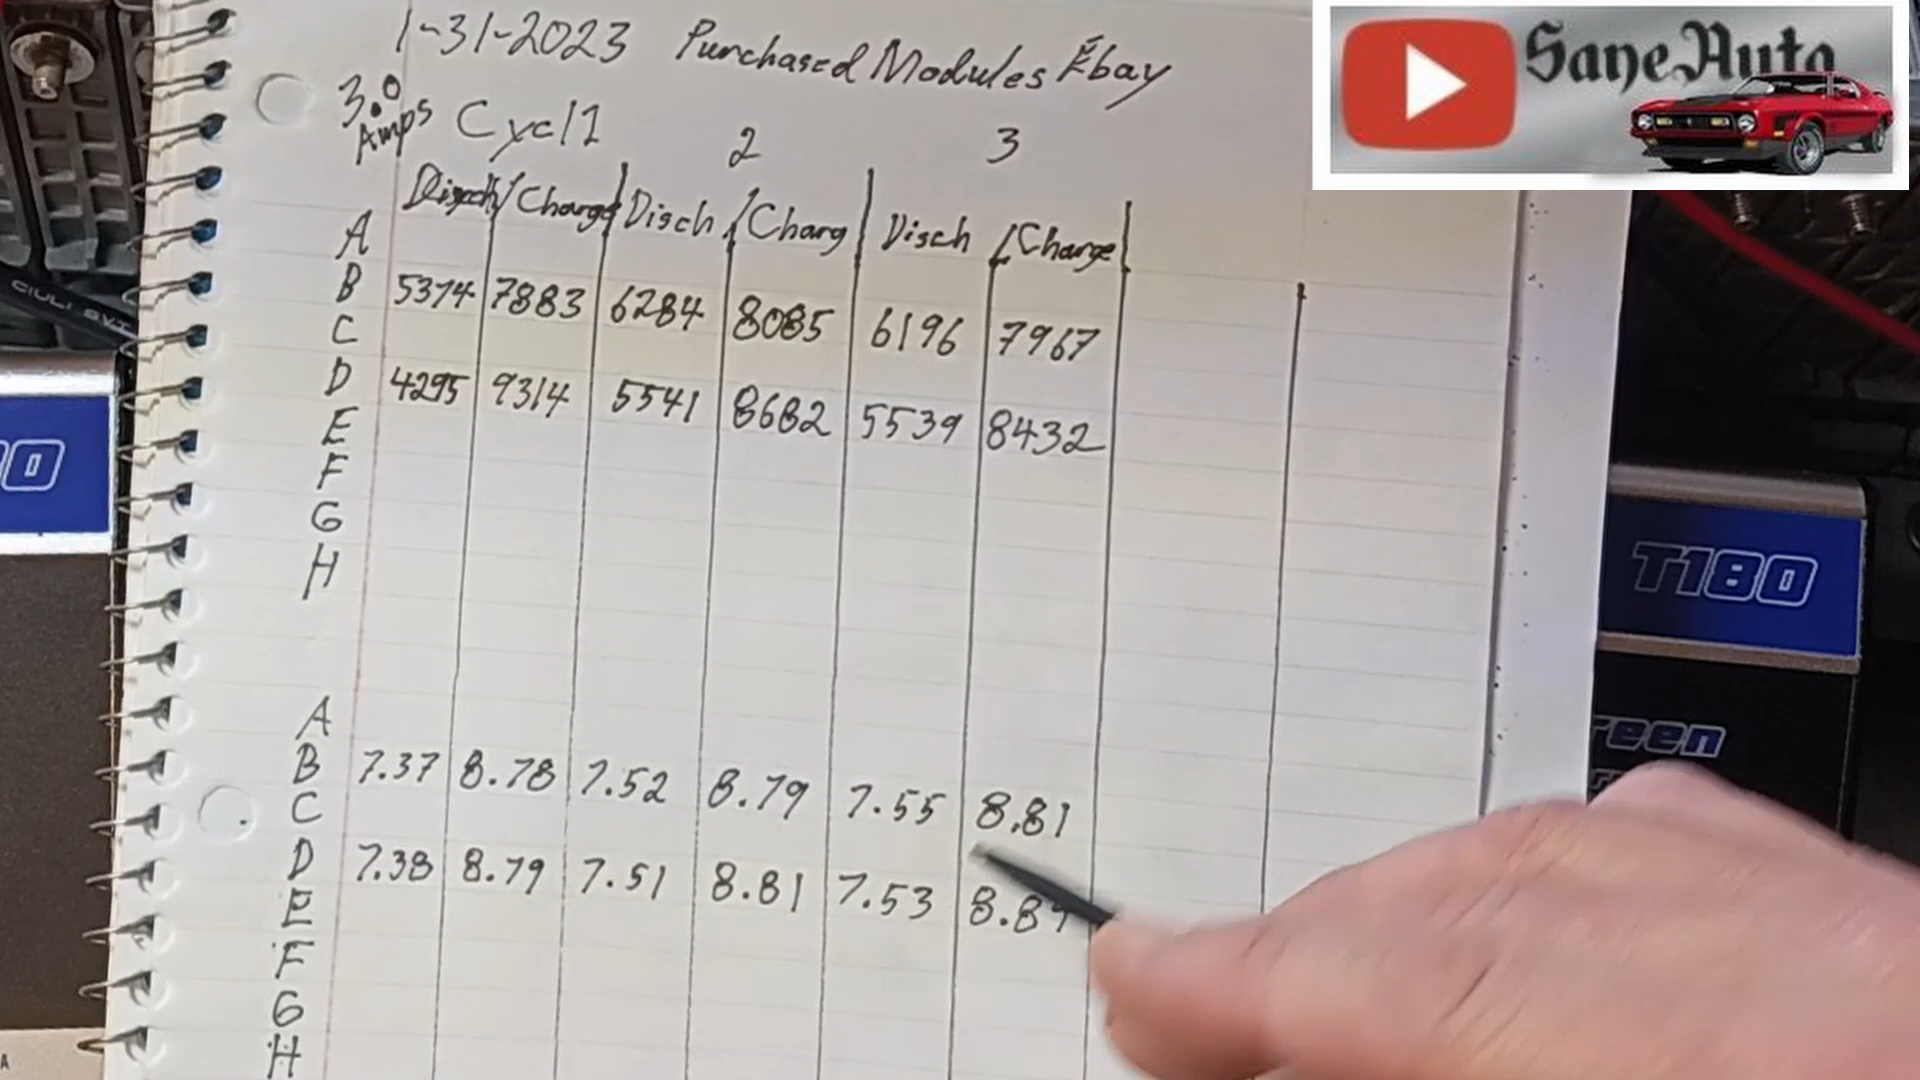 1-31-2023 Purchased Modules Ebay
SaneAuto
3.0 Amps Cycl1 2 3
Disch/Charge Disch/Charg Disch/Charge
A
B 5374 7883 6284 8085 6196 7967
C
D 4295 9314 5541 8682 5539 8432
E
F
G
H
A
B 7.37 8.78 7.52 8.79 7.55 8.81
C
D 7.38 8.79 7.51 8.81 7.53
E
F
G
H
T180
reen
A